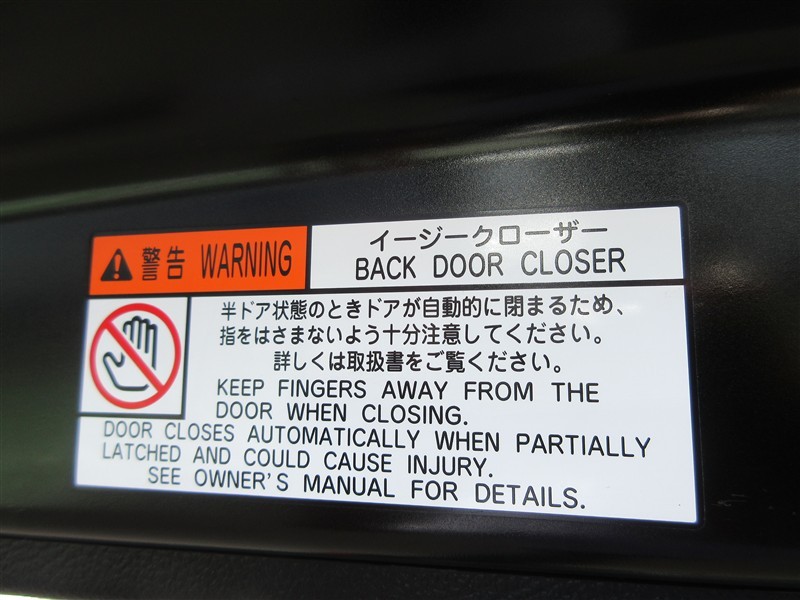 警告 WARNING
イージークローザー
BACK DOOR CLOSER
半ドア状態のときドアが自動的に閉まるため、
指をはさまないよう十分注意してください。
詳しくは取扱書をご覧ください。
KEEP FINGERS AWAY FROM THE
DOOR WHEN CLOSING.
DOOR CLOSES AUTOMATICALLY WHEN PARTIALLY
LATCHED AND COULD CAUSE INJURY.
SEE OWNER'S MANUAL FOR DETAILS.